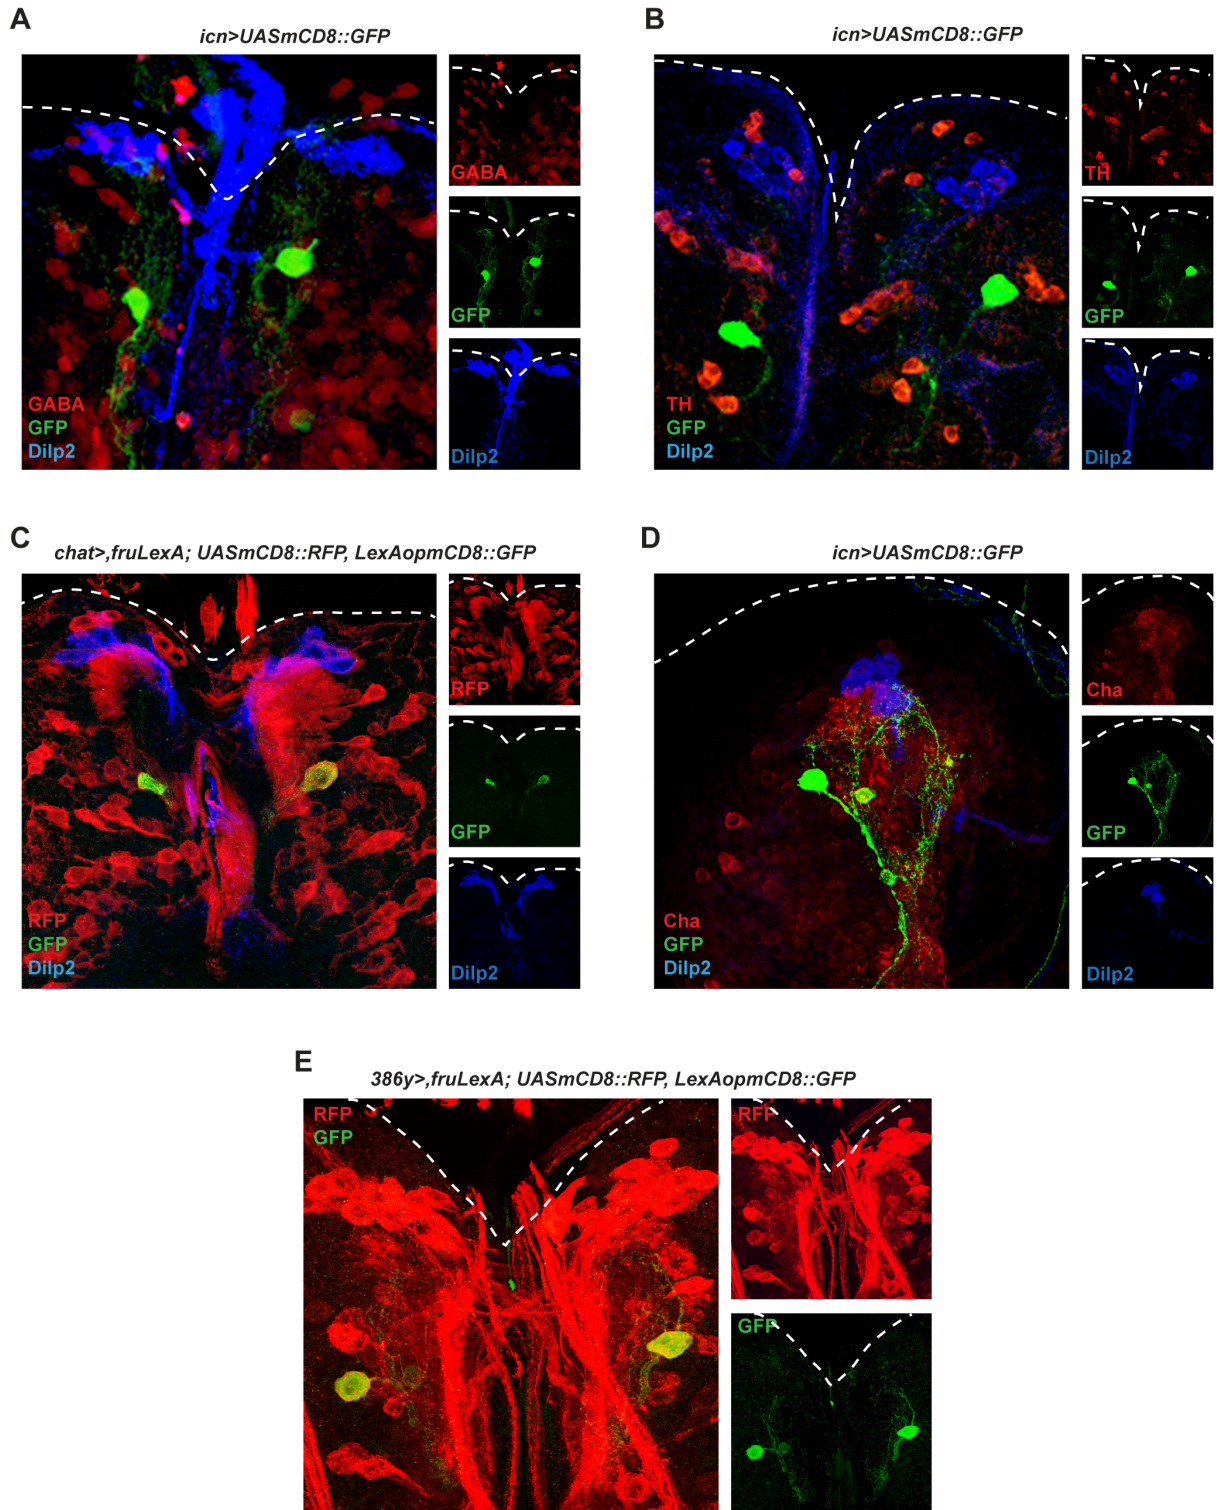 A
icn>UASmCD8::GFP
GABA
GFP
Dilp2
GABA
GFP
Dilp2
B
icn>UASmCD8::GFP
TH
GFP
Dilp2
TH
GFP
Dilp2
C
chat>,fruLexA; UASmCD8::RFP, LexAopmCD8::GFP
RFP
GFP
Dilp2
RFP
GFP
Dilp2
D
icn>UASmCD8::GFP
Cha
GFP
Dilp2
Cha
GFP
Dilp2
E
386y>,fruLexA; UASmCD8::RFP, LexAopmCD8::GFP
RFP
GFP
RFP
GFP